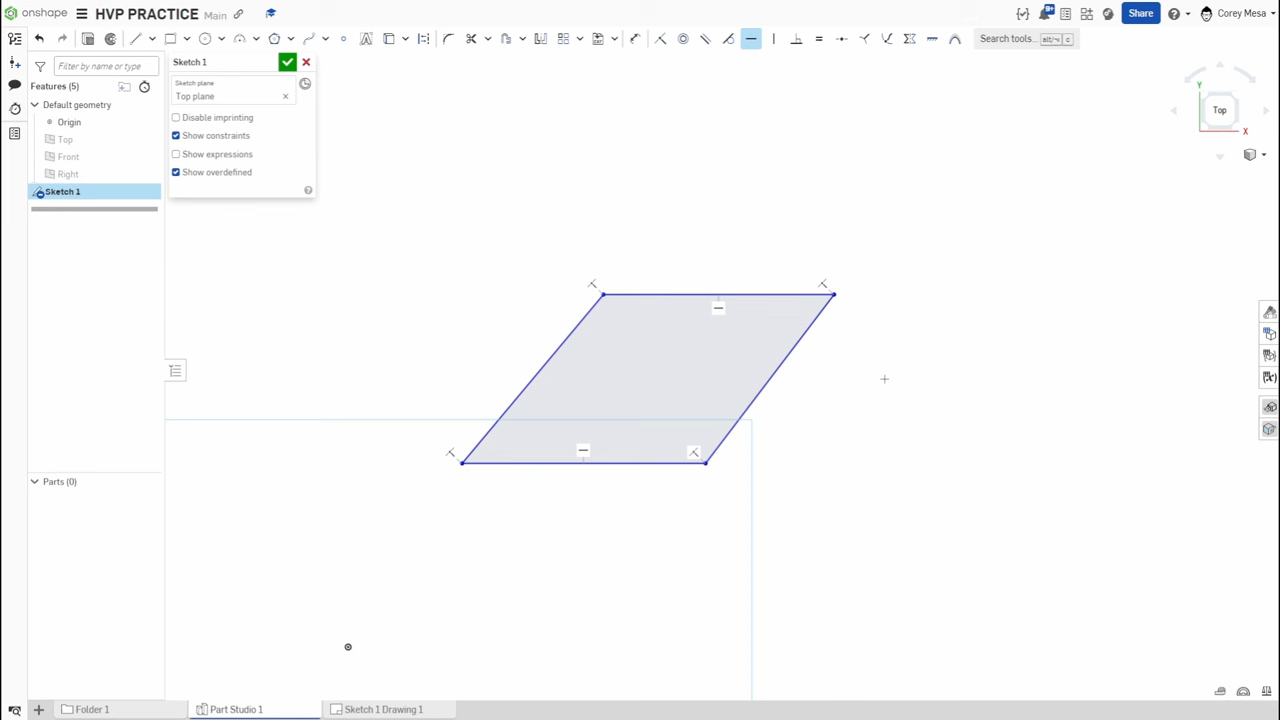 onshape
HVP PRACTICE Main
9+
Share
Corey Mesa
Search tools... alt/⌥ c
Filter by name or type
Features (5)
Default geometry
Origin
Top
Front
Right
Sketch 1
Sketch 1
Sketch plane
Top plane
Disable imprinting
Show constraints
Show expressions
Show overdefined
Y
Top
X
Parts (0)
Folder 1
Part Studio 1
Sketch 1 Drawing 1